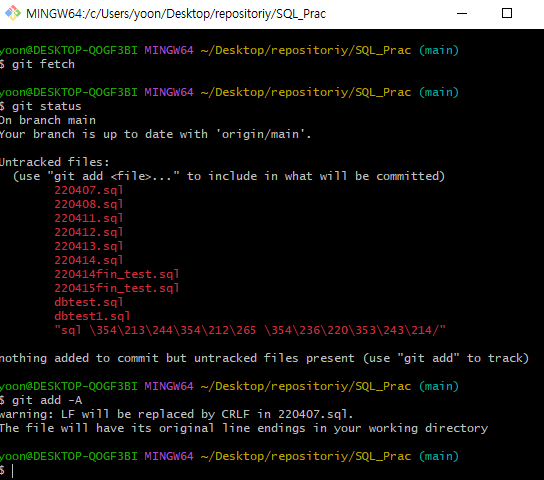 MINGW64:/c/Users/yoon/Desktop/repositoriy/SQL_Prac
yoon@DESKTOP-QOGF3BI MINGW64 ~/Desktop/repositoriy/SQL_Prac (main)
$ git fetch
yoon@DESKTOP-QOGF3BI MINGW64 ~/Desktop/repositoriy/SQL_Prac (main)
$ git status
On branch main
Your branch is up to date with 'origin/main'.
Untracked files:
(use "git add <file>..." to include in what will be committed)
220407.sql
220408.sql
220411.sql
220412.sql
220413.sql
220414.sql
220414fin_test.sql
220415fin_test.sql
dbtest.sql
dbtest1.sql
"sql \354\213\244\354\212\265 \354\236\220\353\243\214/"
nothing added to commit but untracked files present (use "git add" to track)
yoon@DESKTOP-QOGF3BI MINGW64 ~/Desktop/repositoriy/SQL_Prac (main)
$ git add -A
warning: LF will be replaced by CRLF in 220407.sql.
The file will have its original line endings in your working directory
yoon@DESKTOP-QOGF3BI MINGW64 ~/Desktop/repositoriy/SQL_Prac (main)
$